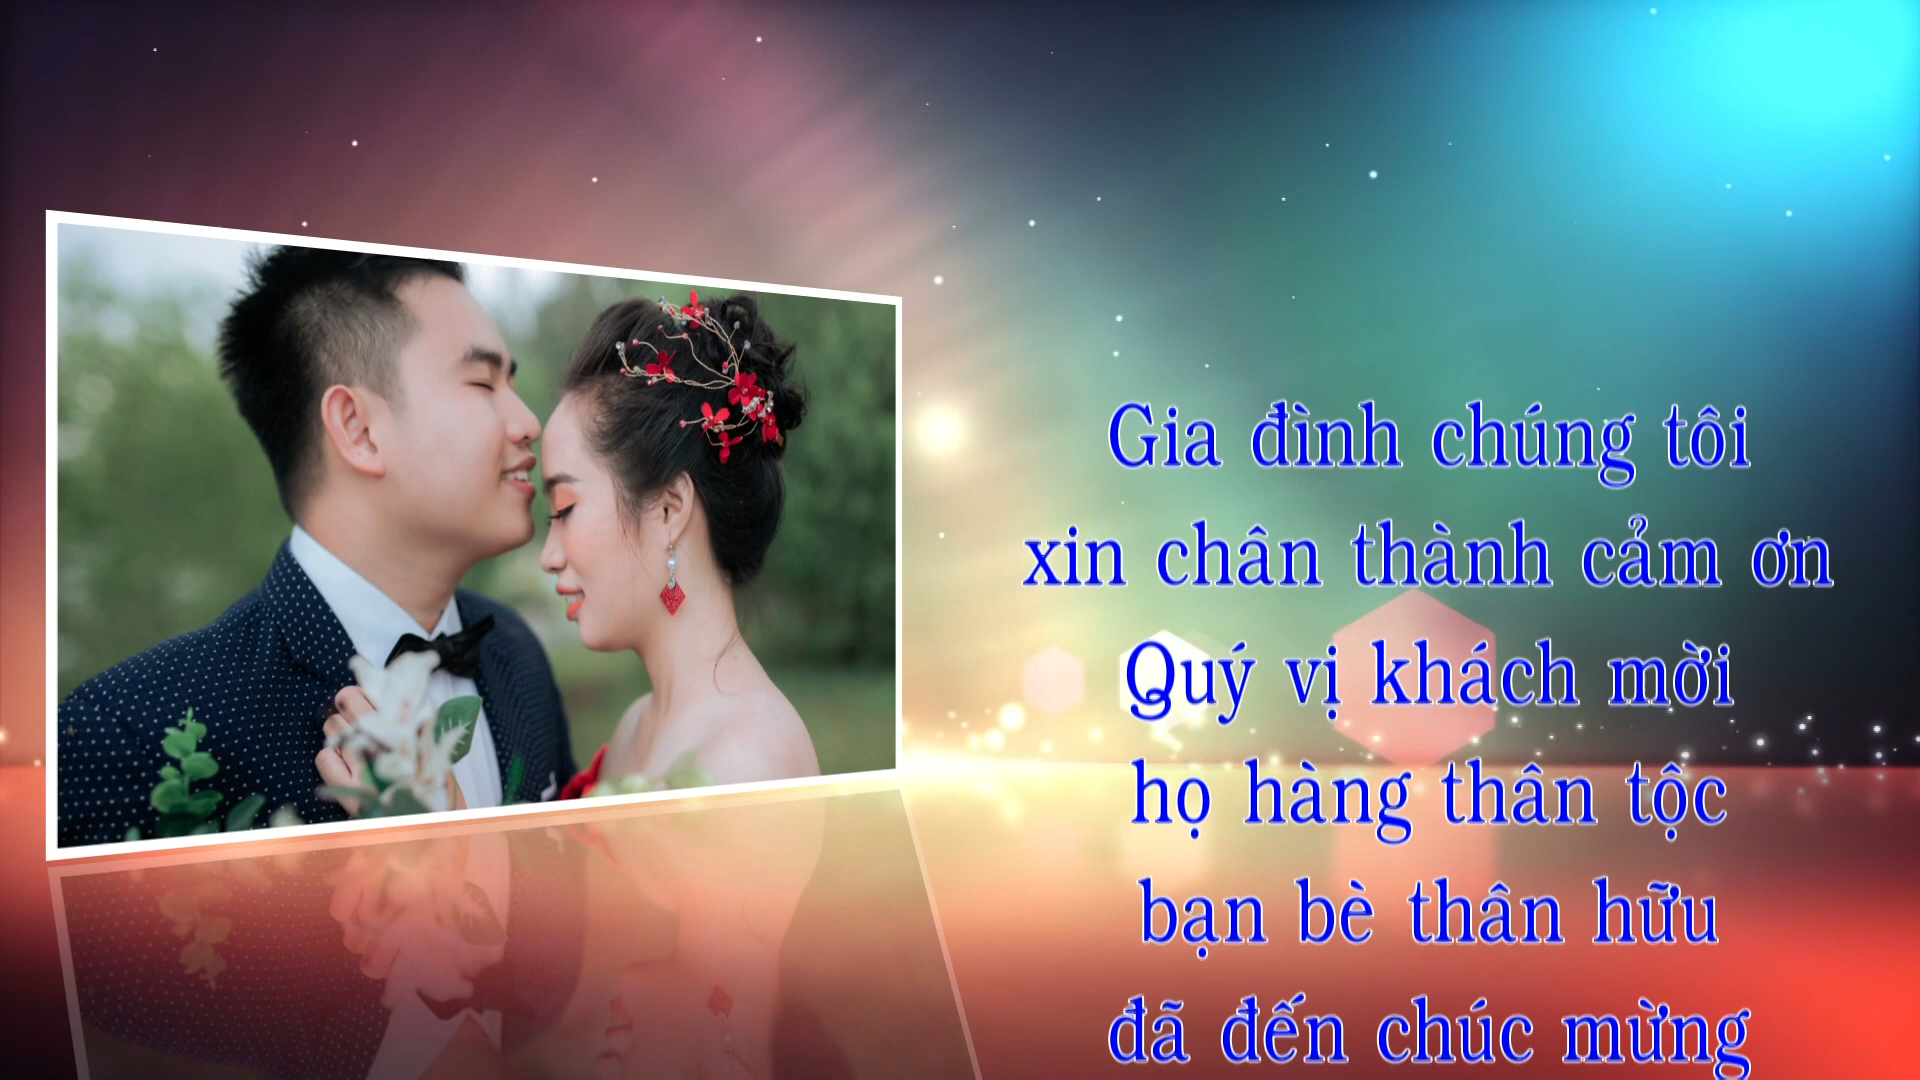 Gia đình chúng tôi
xin chân thành cảm ơn
Quý vị khách mời
họ hàng thân tộc
bạn bè thân hữu
đã đến chúc mừng